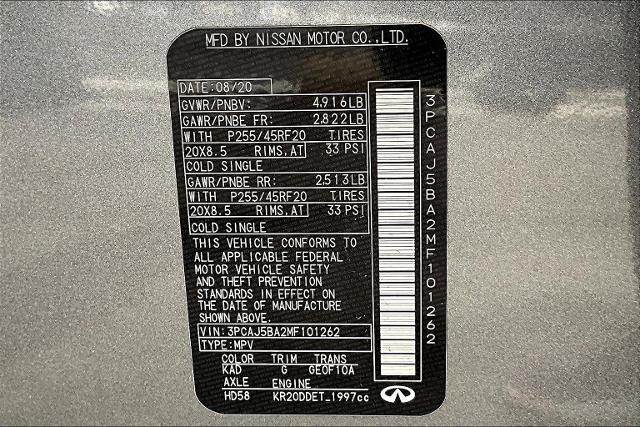 MFD BY NISSAN MOTOR CO.,LTD.
DATE:08/20
GVWR/PNBV: 4,916LB
GAWR/PNBE FR: 2,822LB
WITH P255/45RF20 TIRES
20X8.5 RIMS.AT 33 PSI
COLD SINGLE
GAWR/PNBE RR: 2,513LB
WITH P255/45RF20 TIRES
20X8.5 RIMS.AT 33 PSI
COLD SINGLE
THIS VEHICLE CONFORMS TO
ALL APPLICABLE FEDERAL
MOTOR VEHICLE SAFETY
AND THEFT PREVENTION
STANDARDS IN EFFECT ON
THE DATE OF MANUFACTURE
SHOWN ABOVE.
VIN:3PCAJ5BA2MF101262
TYPE:MPV
COLOR TRIM TRANS
KAD G GE0F10A
AXLE ENGINE
HD58 KR20DDET_1997cc
3PCAJ5BA2MF101262